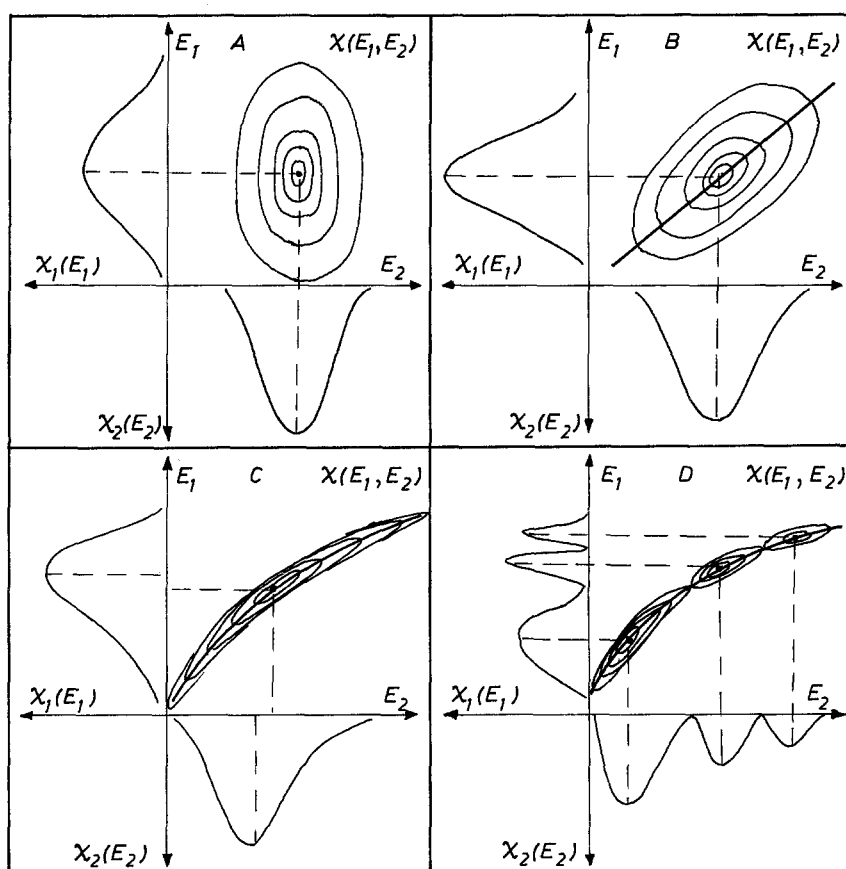 E₁ A χ(E₁,E₂)
χ₁(E₁) E₂
χ₂(E₂)
E₁ B χ(E₁,E₂)
χ₁(E₁) E₂
χ₂(E₂)
E₁ C χ(E₁,E₂)
χ₁(E₁) E₂
χ₂(E₂)
E₁ D χ(E₁,E₂)
χ₁(E₁) E₂
χ₂(E₂)